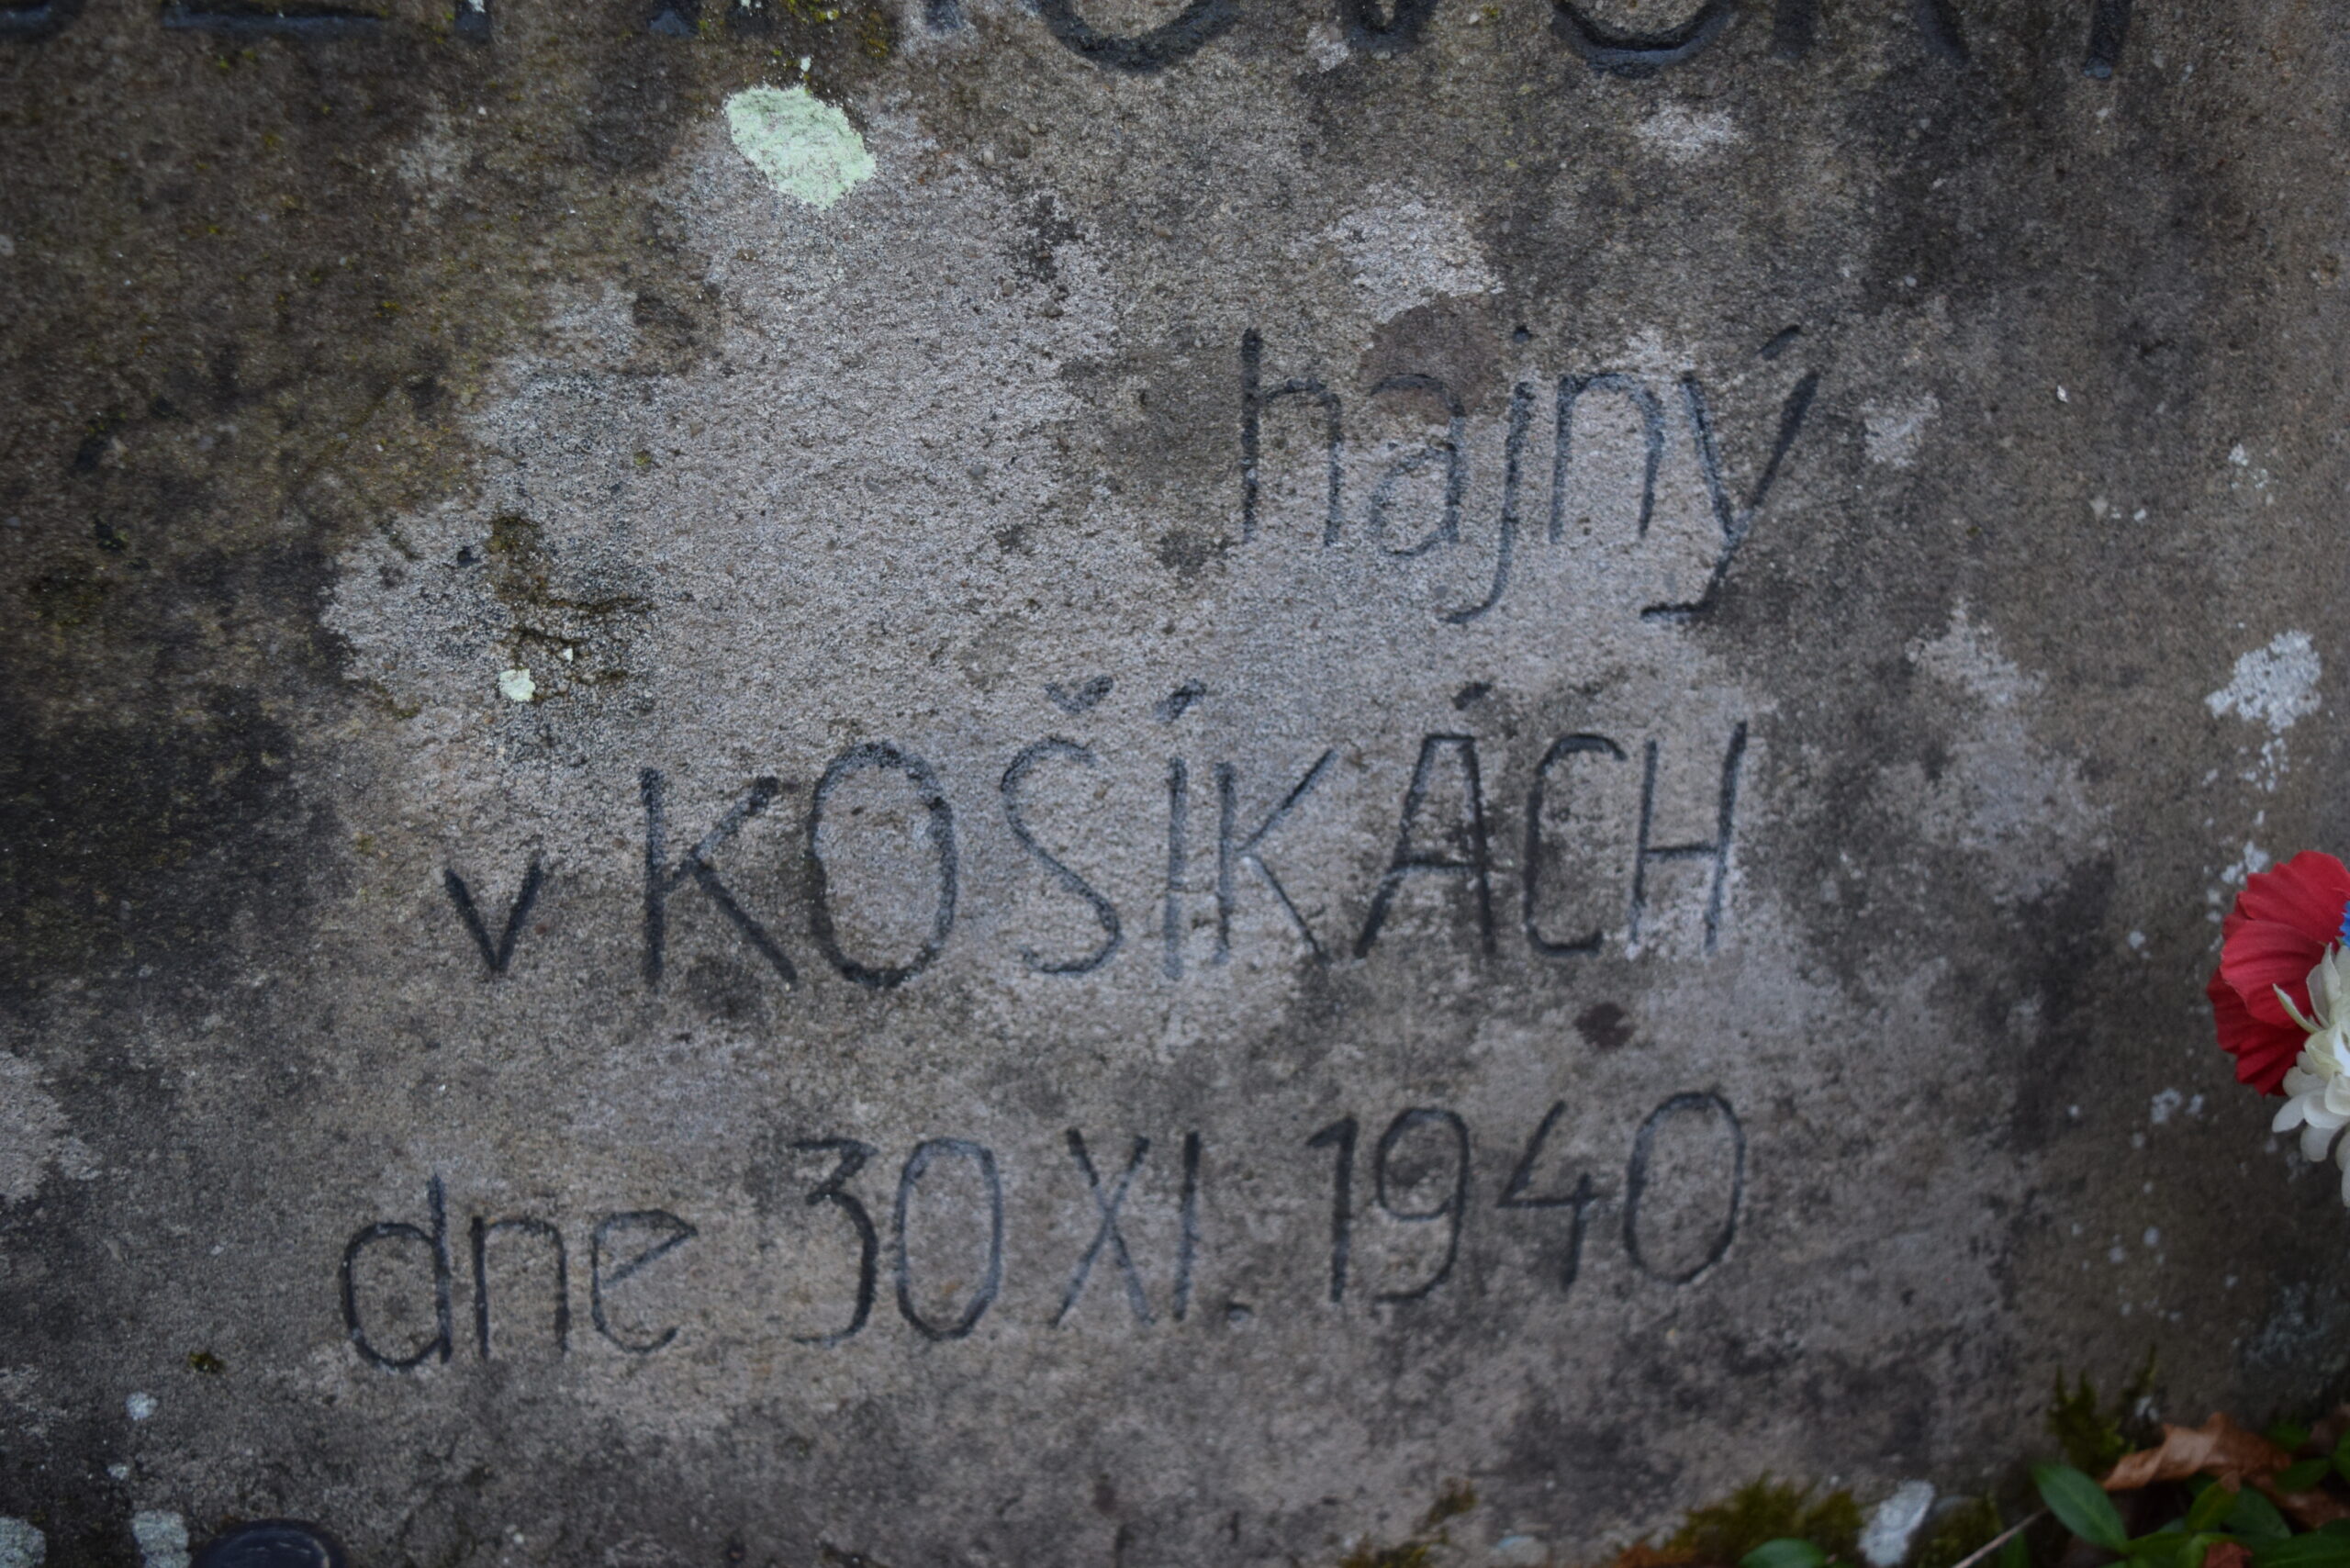 hajný
v KOŠÍKÁCH
dne 30 XI. 1940